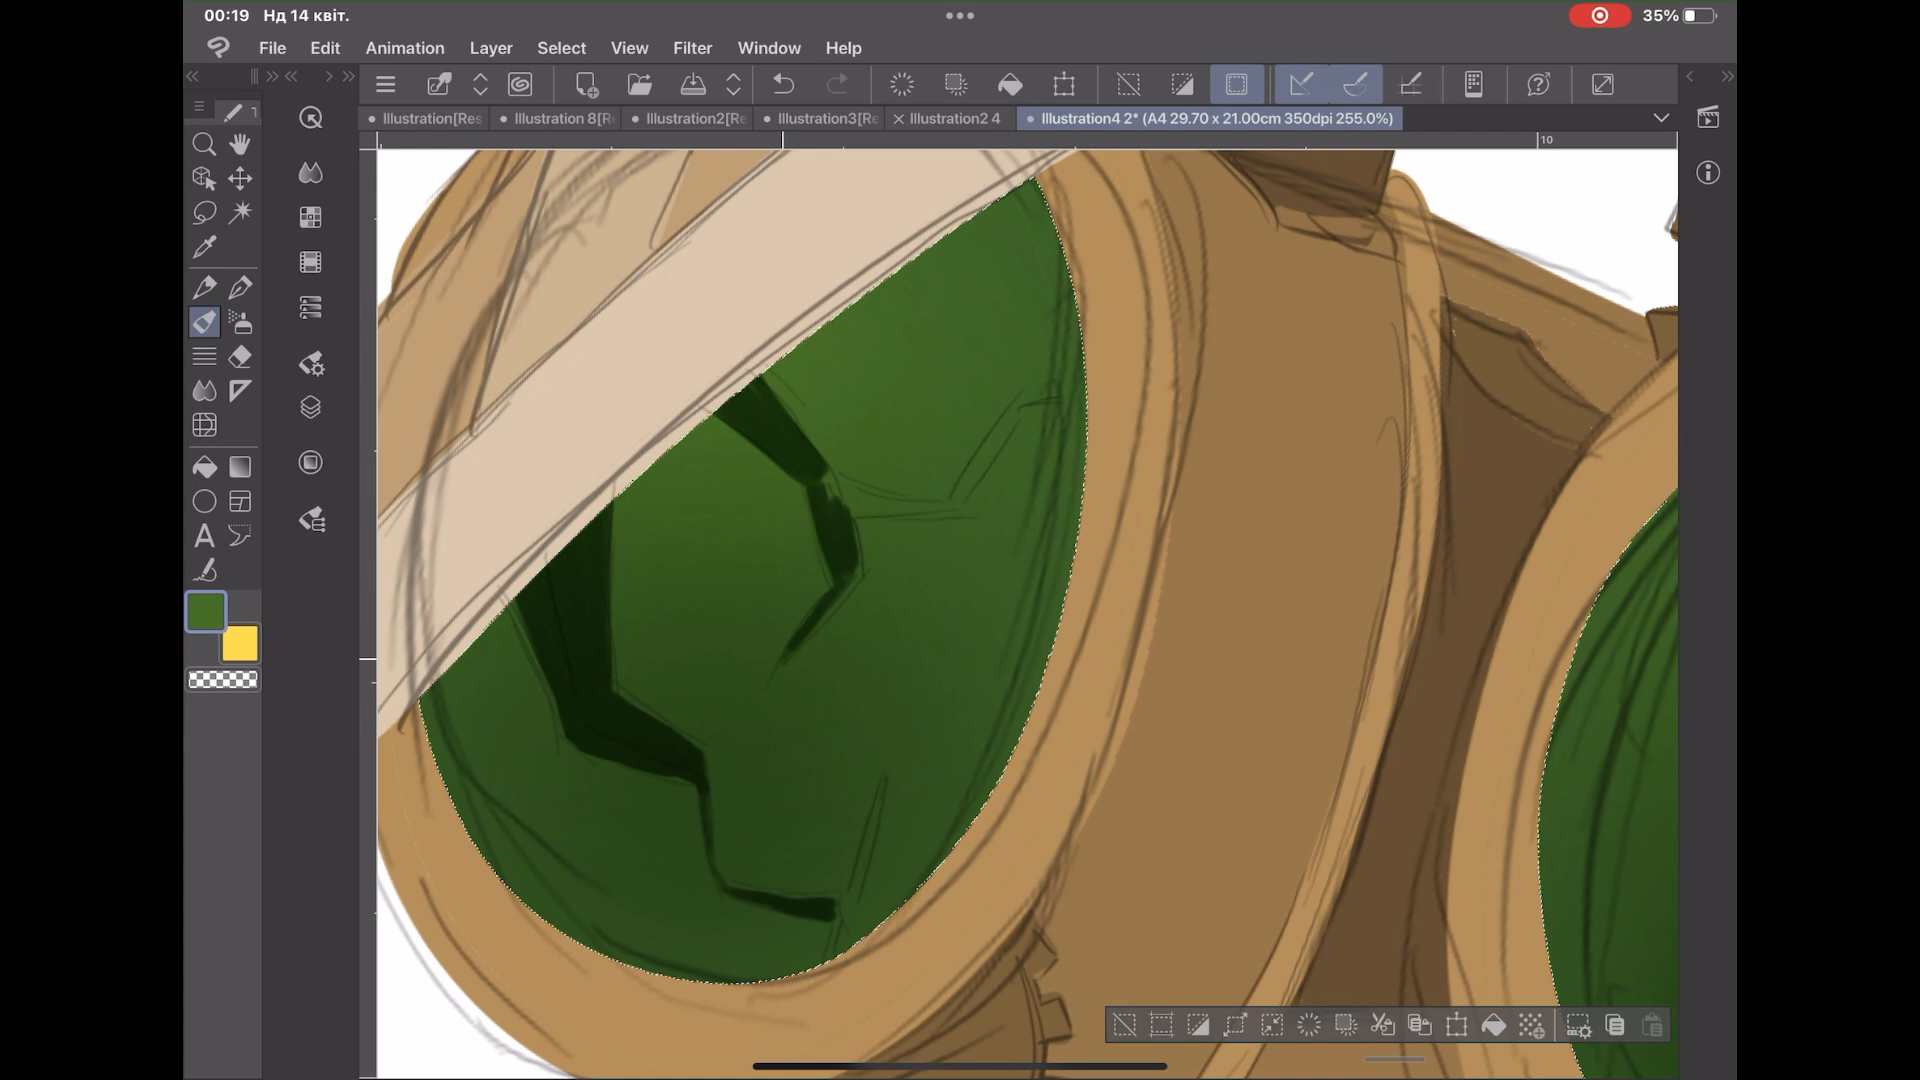 00:19 Нд 14 квіт.
35%
File Edit Animation Layer Select View Filter Window Help
Illustration[Res Illustration 8[R Illustration2[Re Illustration3[Re Illustration2 4 Illustration4 2* (A4 29.70 x 21.00cm 350dpi 255.0%)
10